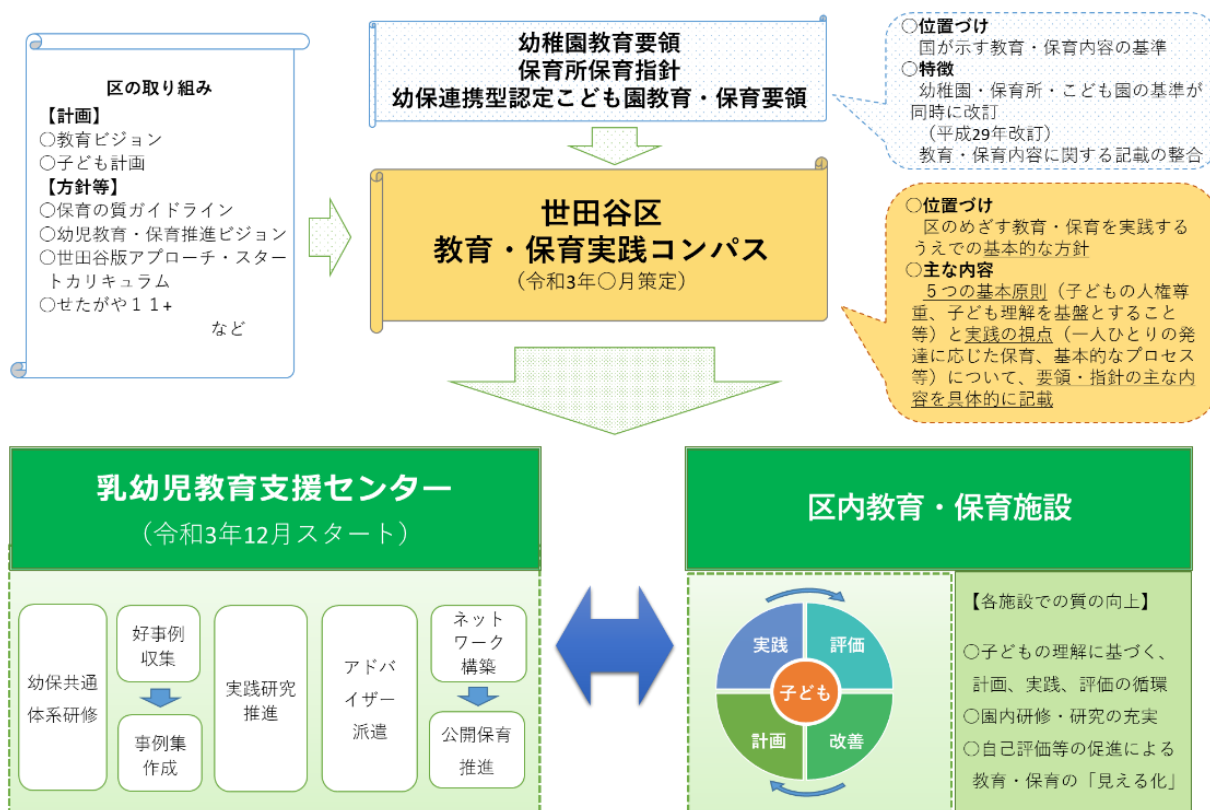 区の取り組み
【計画】
○教育ビジョン
○子ども計画
【方針等】
○保育の質ガイドライン
○幼児教育・保育推進ビジョン
○世田谷版アプローチ・スター
トカリキュラム
○せたがや１１+
など
幼稚園教育要領
保育所保育指針
幼保連携型認定こども園教育・保育要領
○位置づけ
国が示す教育・保育内容の基準
○特徴
幼稚園・保育所・こども園の基準が
同時に改訂
（平成29年改訂）
教育・保育内容に関する記載の整合
世田谷区
教育・保育実践コンパス
（令和3年〇月策定）
○位置づけ
区のめざす教育・保育を実践する
うえでの基本的な方針
○主な内容
５つの基本原則（子どもの人権尊
重、子ども理解を基盤とすること
等）と実践の視点（一人ひとりの発
達に応じた保育、基本的なプロセス
等）について、要領・指針の主な内
容を具体的に記載
乳幼児教育支援センター
（令和3年12月スタート）
幼保共通
体系研修
好事例
収集
事例集
作成
実践研究
推進
アドバ
イザー
派遣
ネット
ワーク
構築
公開保育
推進
区内教育・保育施設
実践
評価
子ども
計画
改善
【各施設での質の向上】
○子どもの理解に基づく、
計画、実践、評価の循環
○園内研修・研究の充実
○自己評価等の促進による
教育・保育の「見える化」